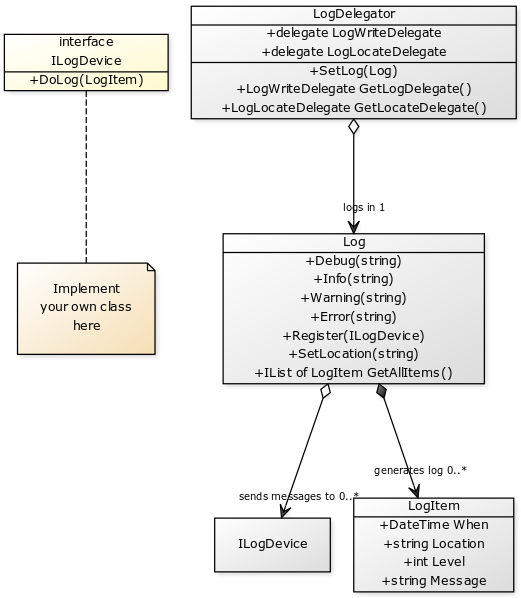 interface
ILogDevice
+DoLog(LogItem)
LogDelegator
+delegate LogWriteDelegate
+delegate LogLocateDelegate
+SetLog(Log)
+LogWriteDelegate GetLogDelegate()
+LogLocateDelegate GetLocateDelegate()
logs in 1
Implement
your own class
here
Log
+Debug(string)
+Info(string)
+Warning(string)
+Error(string)
+Register(ILogDevice)
+SetLocation(string)
+IList of LogItem GetAllItems()
sends messages to 0..*
generates log 0..*
ILogDevice
LogItem
+DateTime When
+string Location
+int Level
+string Message